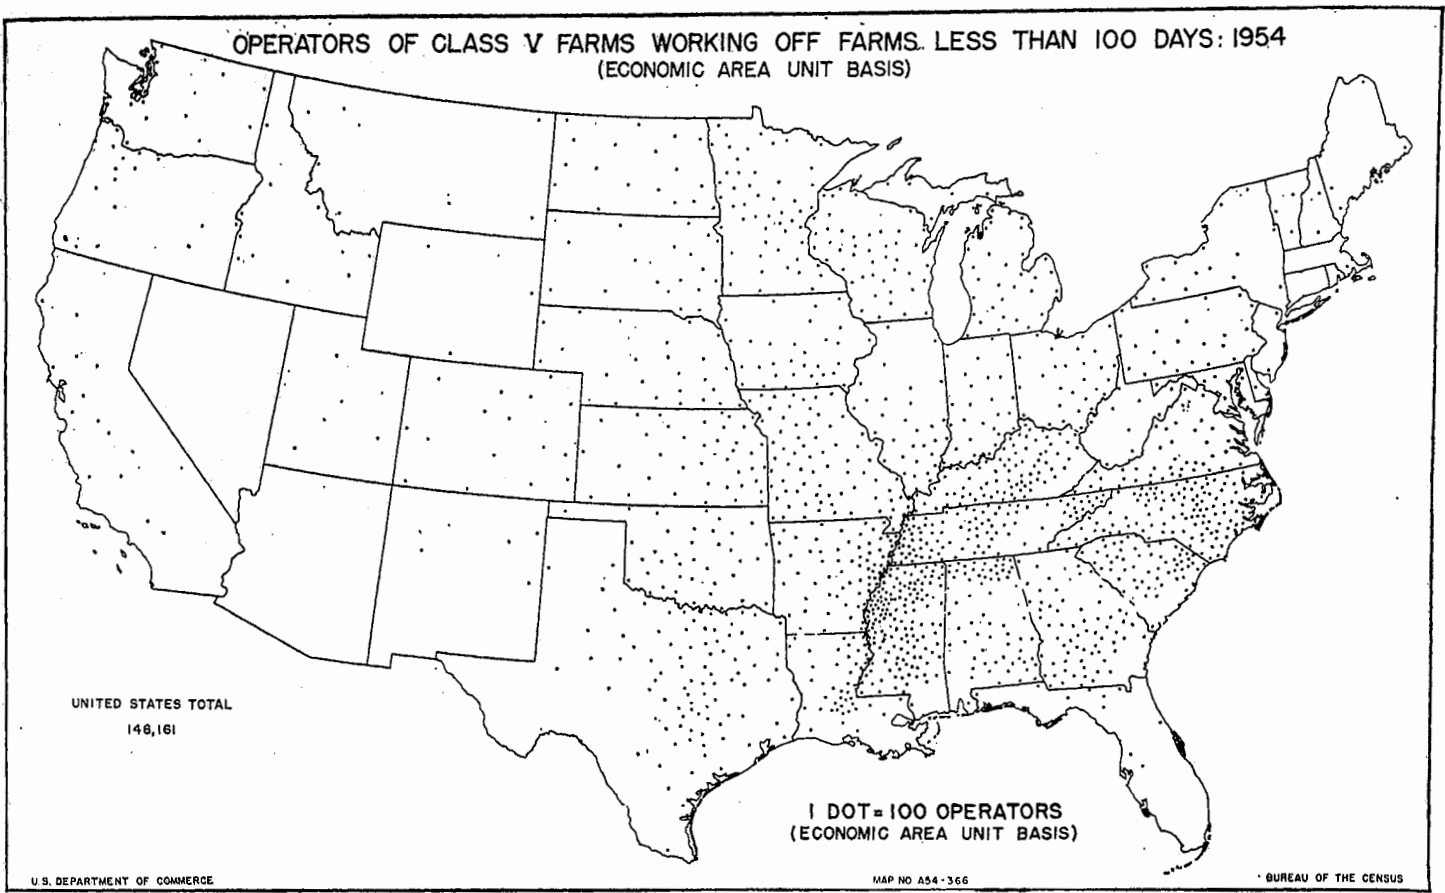 OPERATORS OF CLASS V FARMS WORKING OFF FARMS LESS THAN 100 DAYS: 1954
(ECONOMIC AREA UNIT BASIS)
UNITED STATES TOTAL
148,161
1 DOT = 100 OPERATORS
(ECONOMIC AREA UNIT BASIS)
U.S. DEPARTMENT OF COMMERCE
MAP NO A54-366
BUREAU OF THE CENSUS